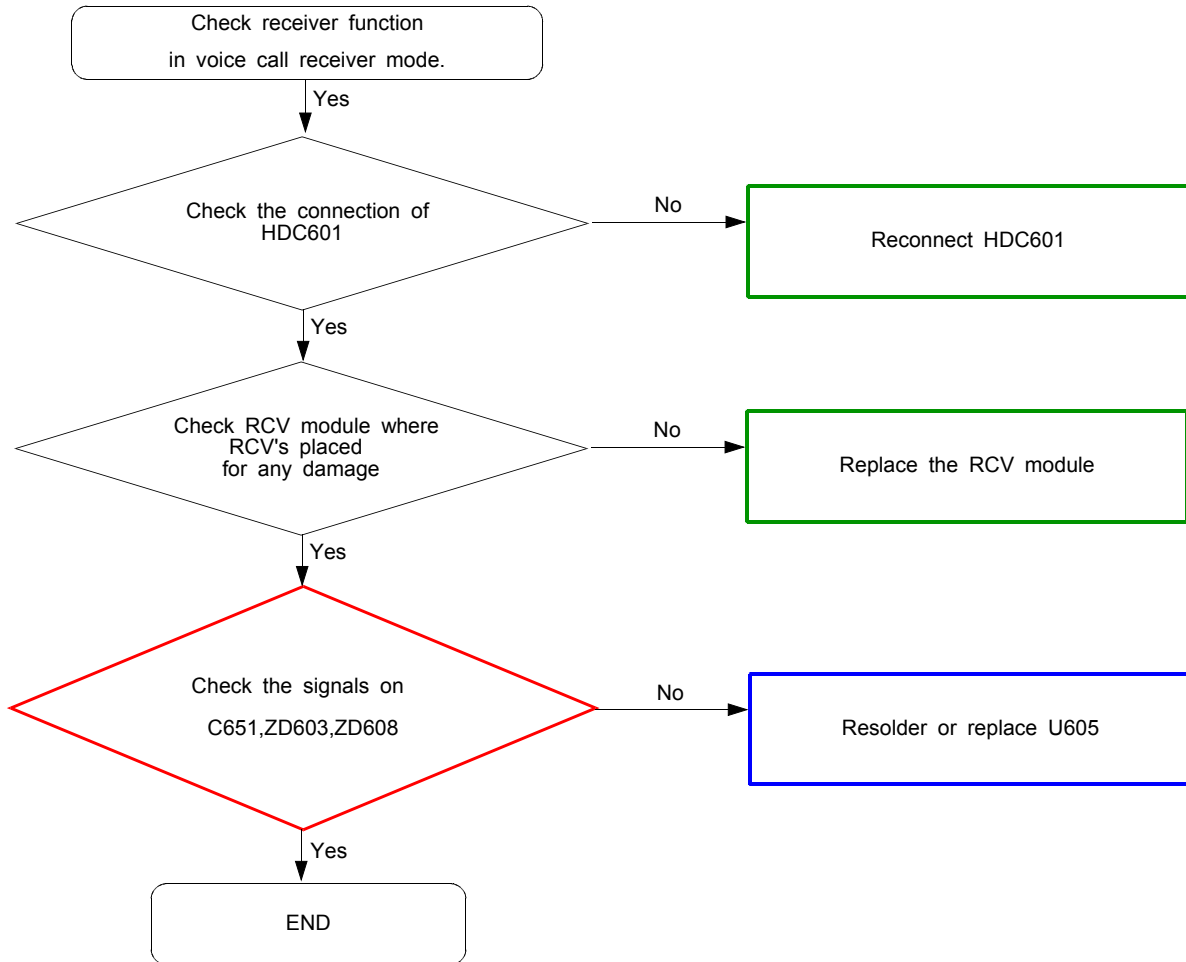 Check receiver function
in voice call receiver mode.
Yes
Check the connection of
HDC601
No
Reconnect HDC601
Yes
Check RCV module where
RCV's placed
for any damage
No
Replace the RCV module
Yes
Check the signals on
C651,ZD603,ZD608
No
Resolder or replace U605
Yes
END